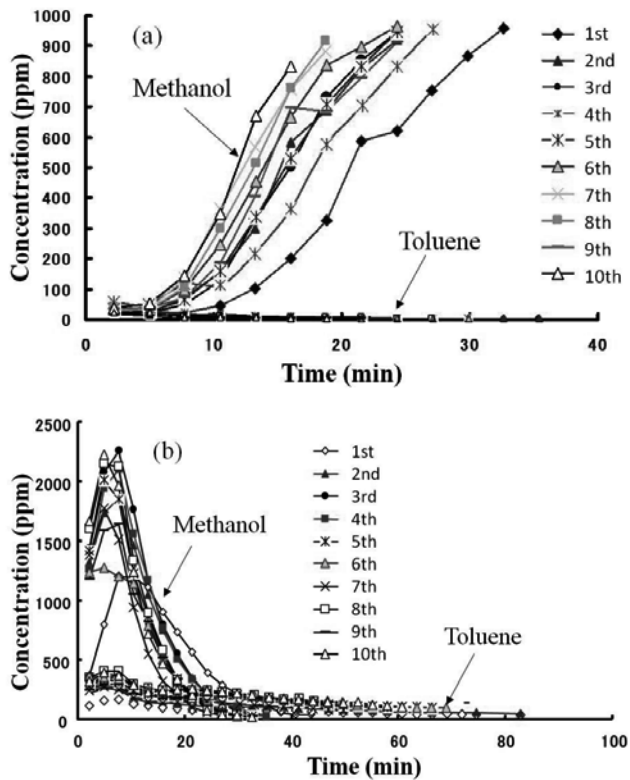 (a)
Methanol
Toluene
Concentration (ppm)
1000
900
800
700
600
500
400
300
200
100
0
0 10 20 30 40
Time (min)
1st
2nd
3rd
4th
5th
6th
7th
8th
9th
10th
(b)
Methanol
Toluene
Concentration (ppm)
2500
2000
1500
1000
500
0
0 20 40 60 80 100
Time (min)
1st
2nd
3rd
4th
5th
6th
7th
8th
9th
10th